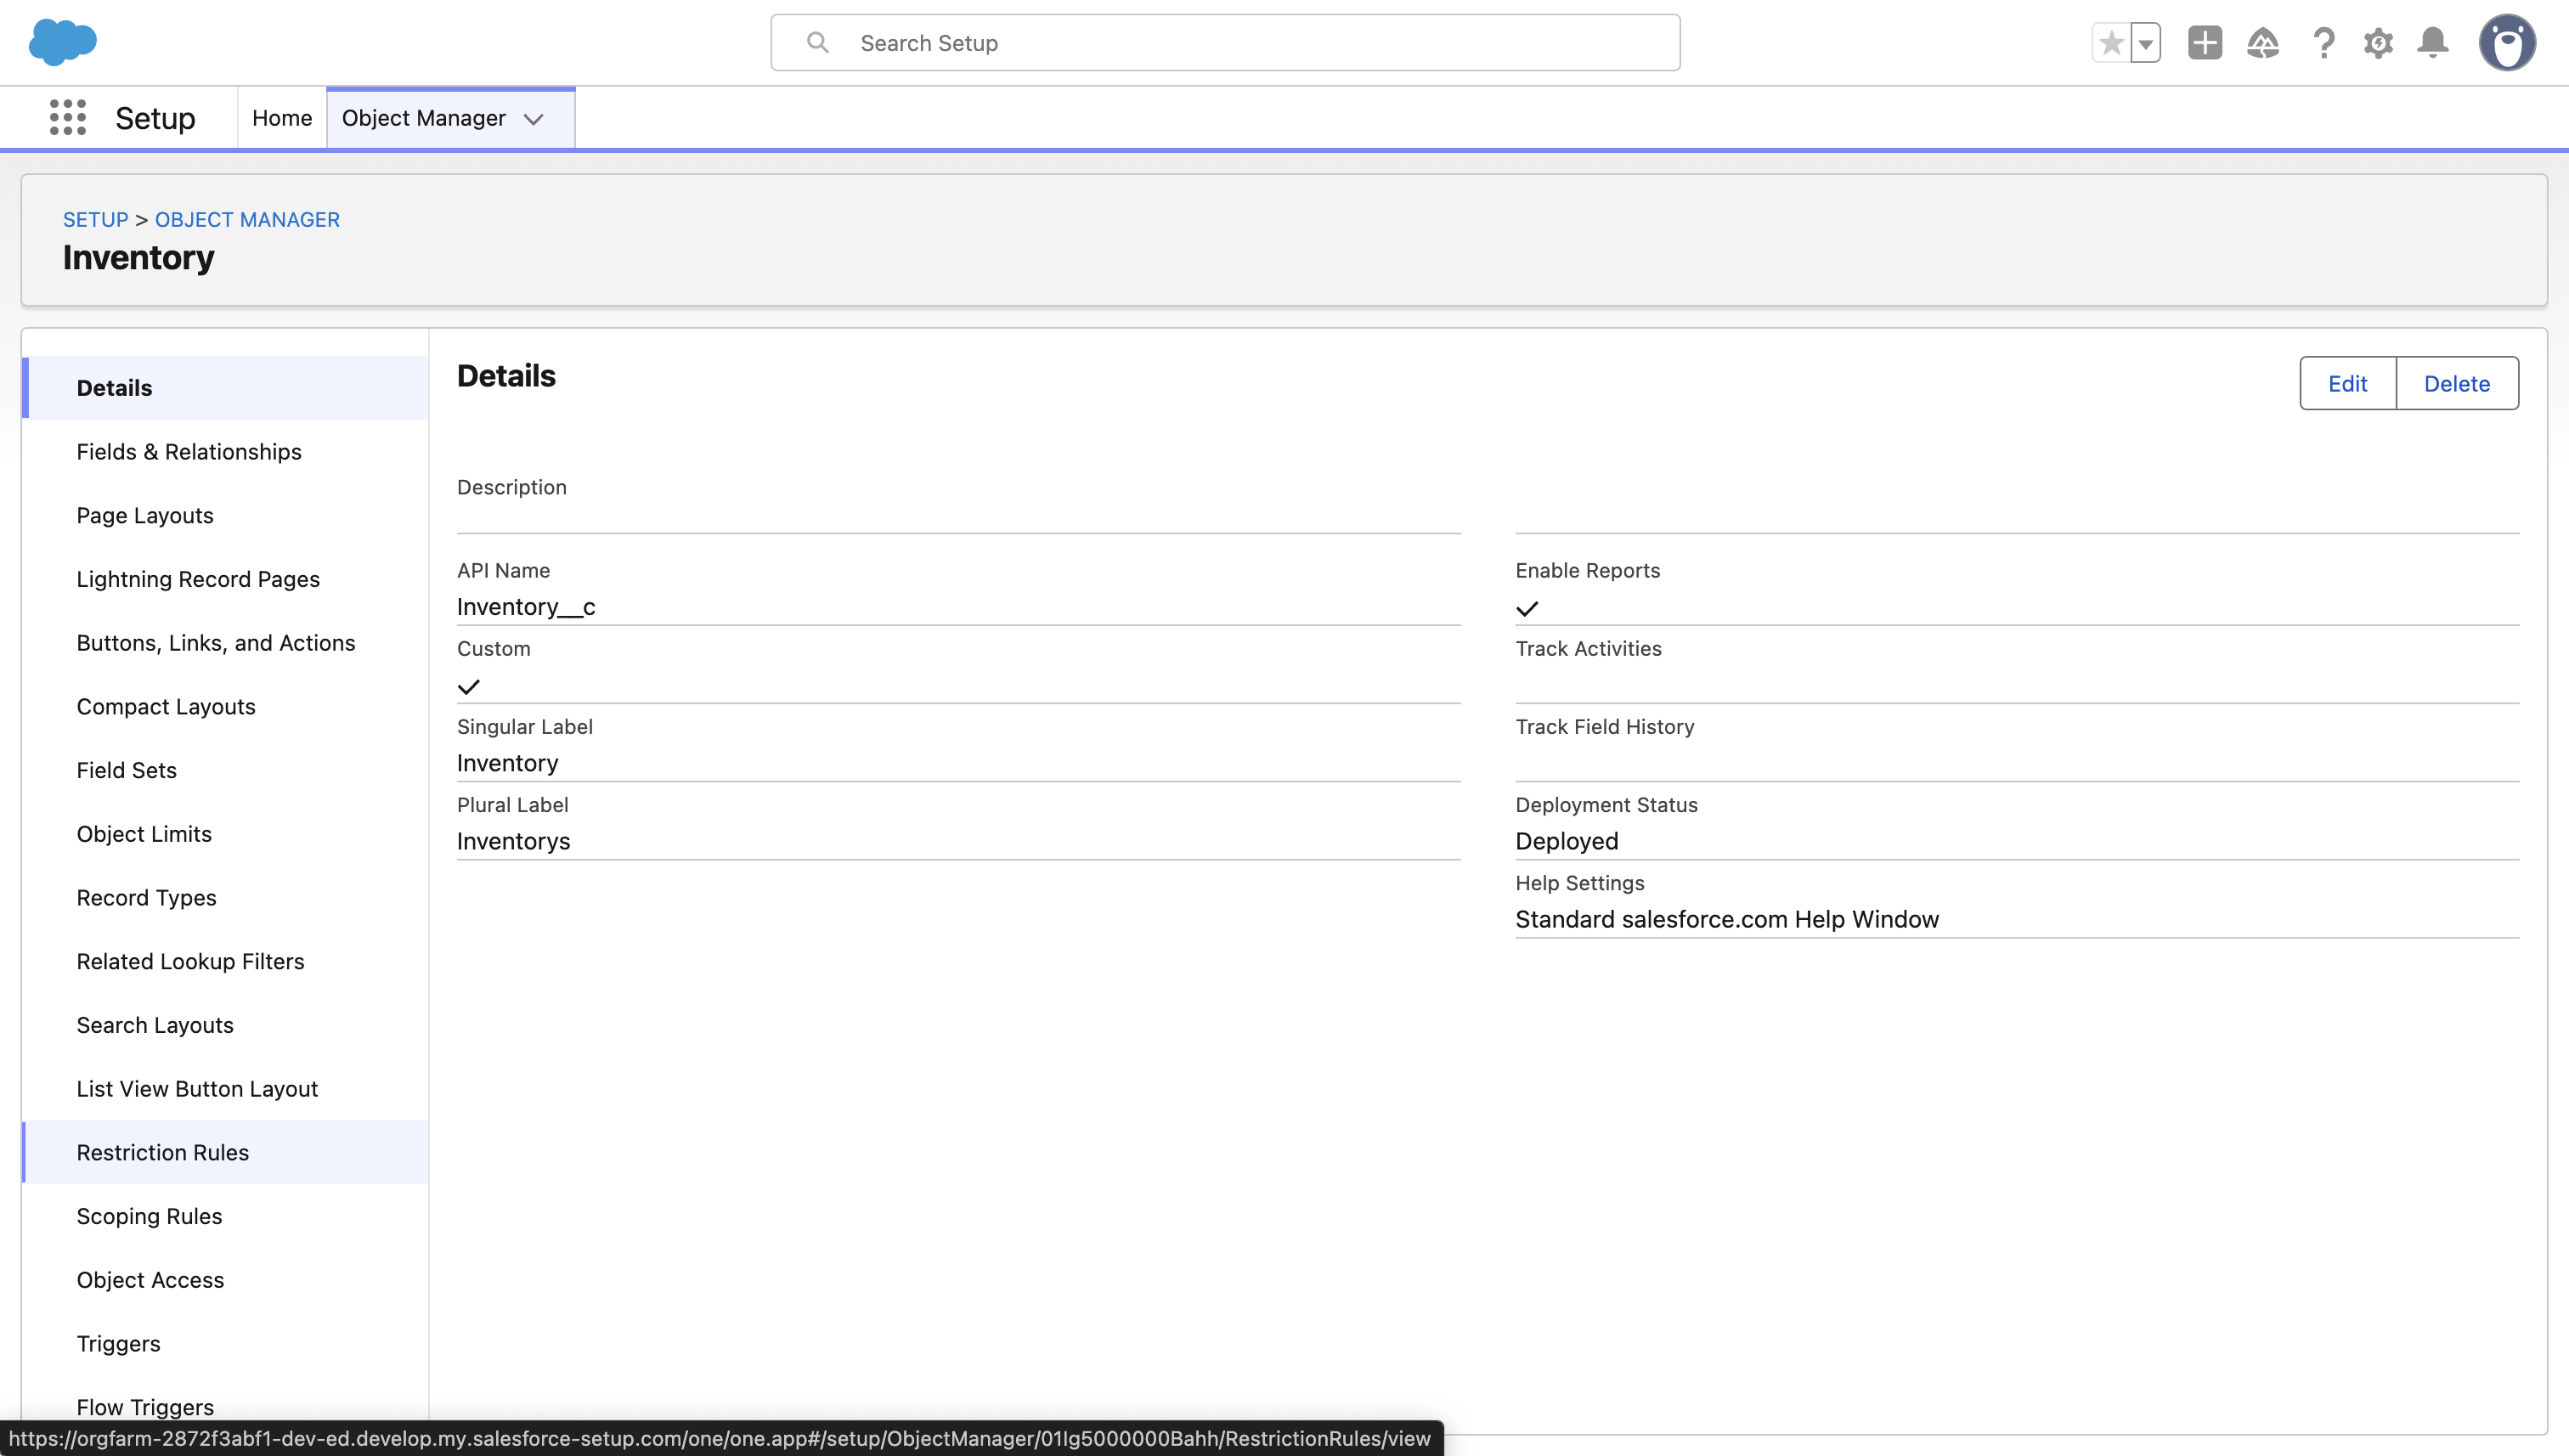 Search Setup
Setup
Home
Object Manager
SETUP > OBJECT MANAGER
Inventory
Details
Fields & Relationships
Page Layouts
Lightning Record Pages
Buttons, Links, and Actions
Compact Layouts
Field Sets
Object Limits
Record Types
Related Lookup Filters
Search Layouts
List View Button Layout
Restriction Rules
Scoping Rules
Object Access
Triggers
Flow Triggers
Details
Edit
Delete
Description
API Name
Inventory__c
Custom
Singular Label
Inventory
Plural Label
Inventorys
Enable Reports
Track Activities
Track Field History
Deployment Status
Deployed
Help Settings
Standard salesforce.com Help Window
https://orgfarm-2872f3abf1-dev-ed.develop.my.salesforce-setup.com/one/one.app#/setup/ObjectManager/01Ig5000000Bahh/RestrictionRules/view